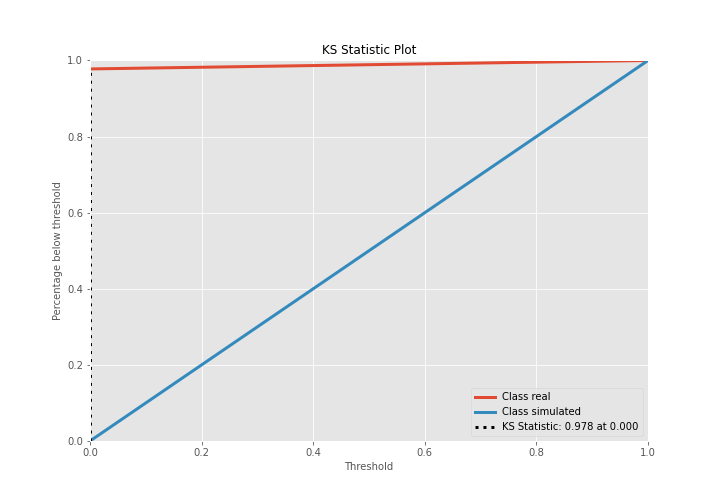 KS Statistic Plot
1.0
0.8
0.6
0.4
0.2
0.0
Percentage below threshold
0.0 0.2 0.4 0.6 0.8 1.0
Threshold
Class real
Class simulated
KS Statistic: 0.978 at 0.000